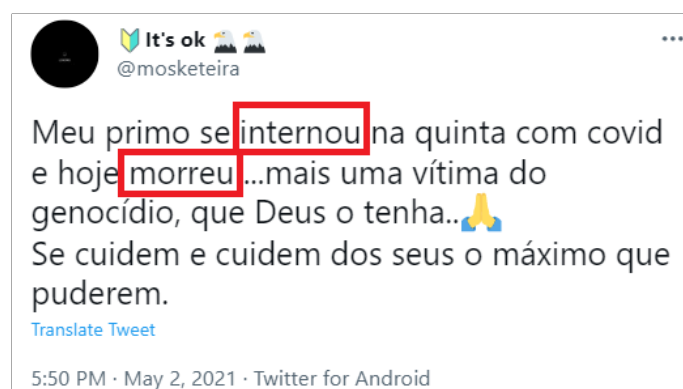 🔰 It's ok 🦅 🦅
@mosketeira
Meu primo se internou na quinta com covid
e hoje morreu ...mais uma vítima do
genocídio, que Deus o tenha..🙏
Se cuidem e cuidem dos seus o máximo que
puderem.
Translate Tweet
5:50 PM · May 2, 2021 · Twitter for Android